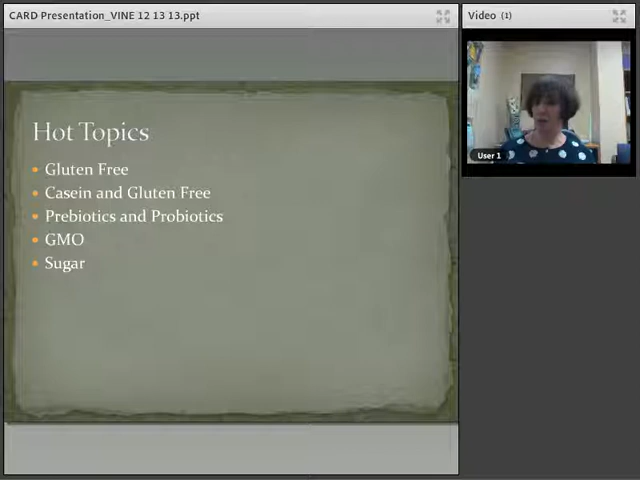 CARD Presentation_VINE 12 13 13.ppt
Video (1)
User 1
Hot Topics
Gluten Free
Casein and Gluten Free
Prebiotics and Probiotics
GMO
Sugar